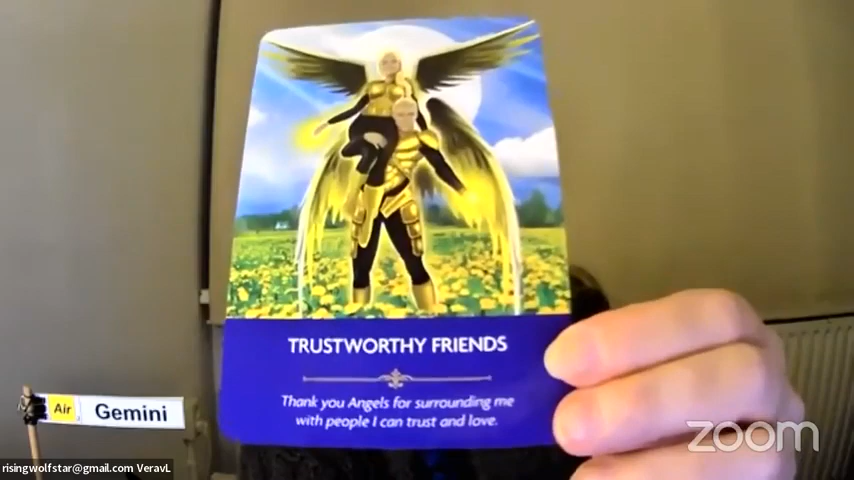 TRUSTWORTHY FRIENDS
Thank you Angels for surrounding me
with people I can trust and love.
Air Gemini
zoom
risingwolfstar@gmail.com VeravL